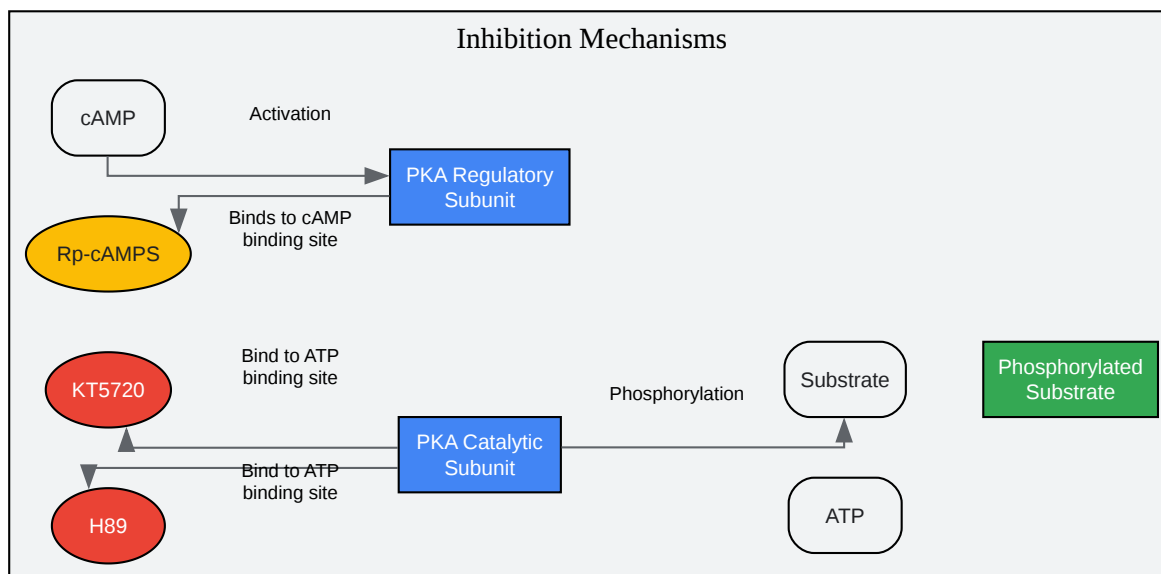 Inhibition Mechanisms
cAMP
Activation
PKA Regulatory
Subunit
Binds to cAMP
binding site
Rp-cAMPS
Bind to ATP
binding site
KT5720
Phosphorylation
Substrate
Phosphorylated
Substrate
PKA Catalytic
Subunit
Bind to ATP
binding site
H89
ATP